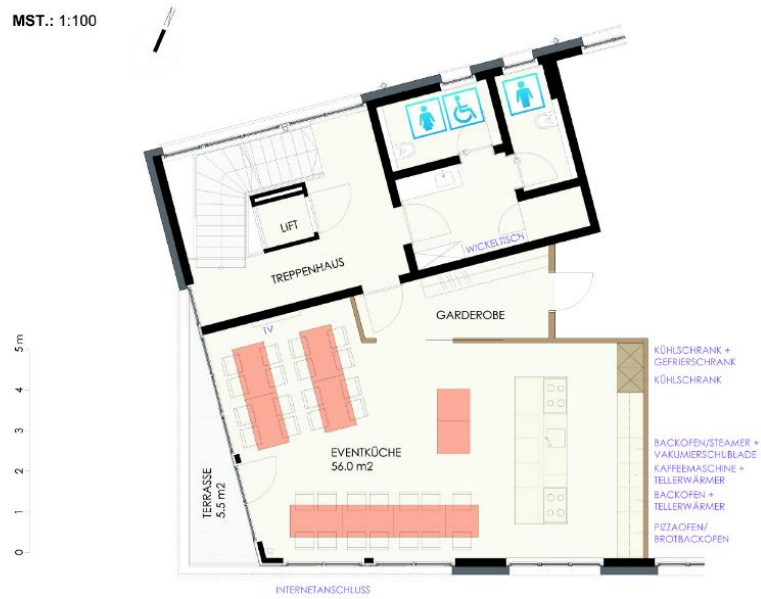 MST.: 1:100
LIFT
TREPPENHAUS
WICKELTISCH
GARDEROBE
TV
5 m
4
3
2
1
0
KÜHLSCHRANK +
GEFRIERSCHRANK
KÜHLSCHRANK
BACKOFEN/STEAMER +
VAKUMIERSCHUBLADE
KAFFEEMASCHINE +
TELLERWÄRMER
BACKOFEN +
TELLERWÄRMER
PIZZAOFEN/
BROTBACKOFEN
EVENTKÜCHE
56.0 m2
TERRASSE
5.5 m2
INTERNETANSCHLUSS